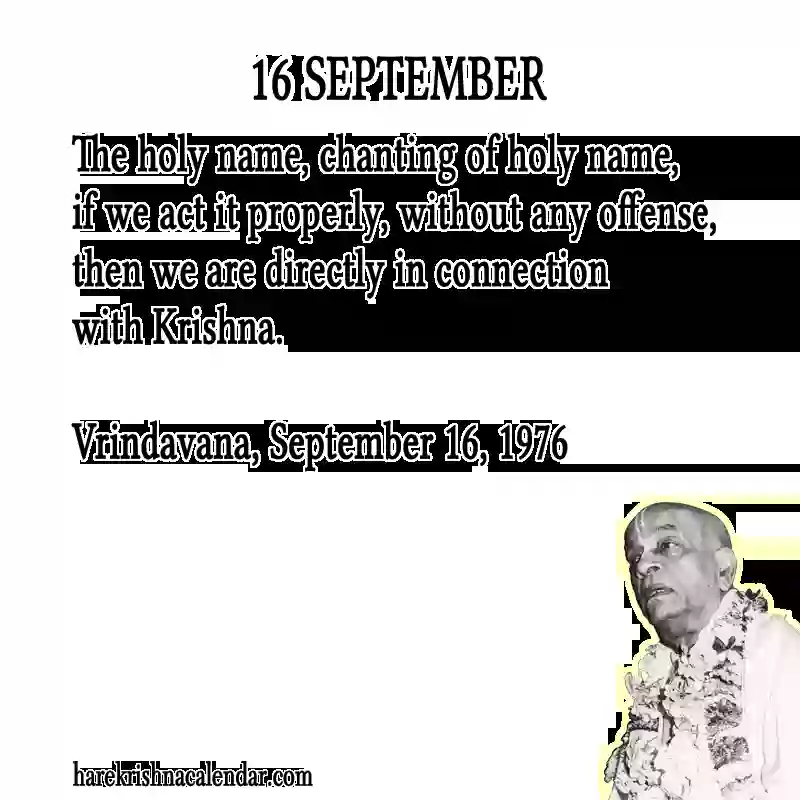 16 SEPTEMBER
The holy name, chanting of holy name,
if we act it properly, without any offense,
then we are directly in connection
with Krishna.
Vrindavana, September 16, 1976
harekrishnacalendar.com